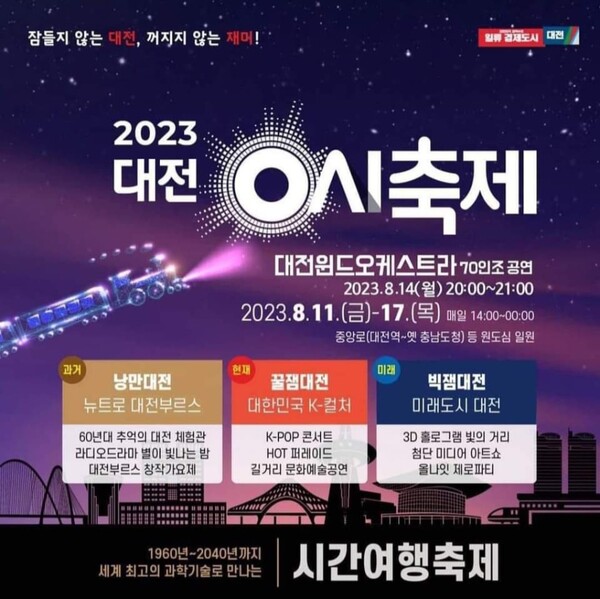 잠들지 않는 대전, 꺼지지 않는 재미!
일류 경제도시 대전
2023
대전 0시축제
대전윈드오케스트라 70인조 공연
2023.8.14(월) 20:00~21:00
2023.8.11.(금)-17.(목) 매일 14:00~00:00
중앙로(대전역~옛 충남도청) 등 원도심 일원
과거
낭만대전
뉴트로 대전부르스
60년대 추억의 대전 체험관
라디오드라마 별이 빛나는 밤
대전부르스 창작가요제
현재
꿀잼대전
대한민국 K-컬처
K-POP 콘서트
HOT 퍼레이드
길거리 문화예술공연
미래
빅잼대전
미래도시 대전
3D 홀로그램 빛의 거리
첨단 미디어 아트쇼
올나잇 제로파티
1960년~2040년까지
세계 최고의 과학기술로 만나는
시간여행축제